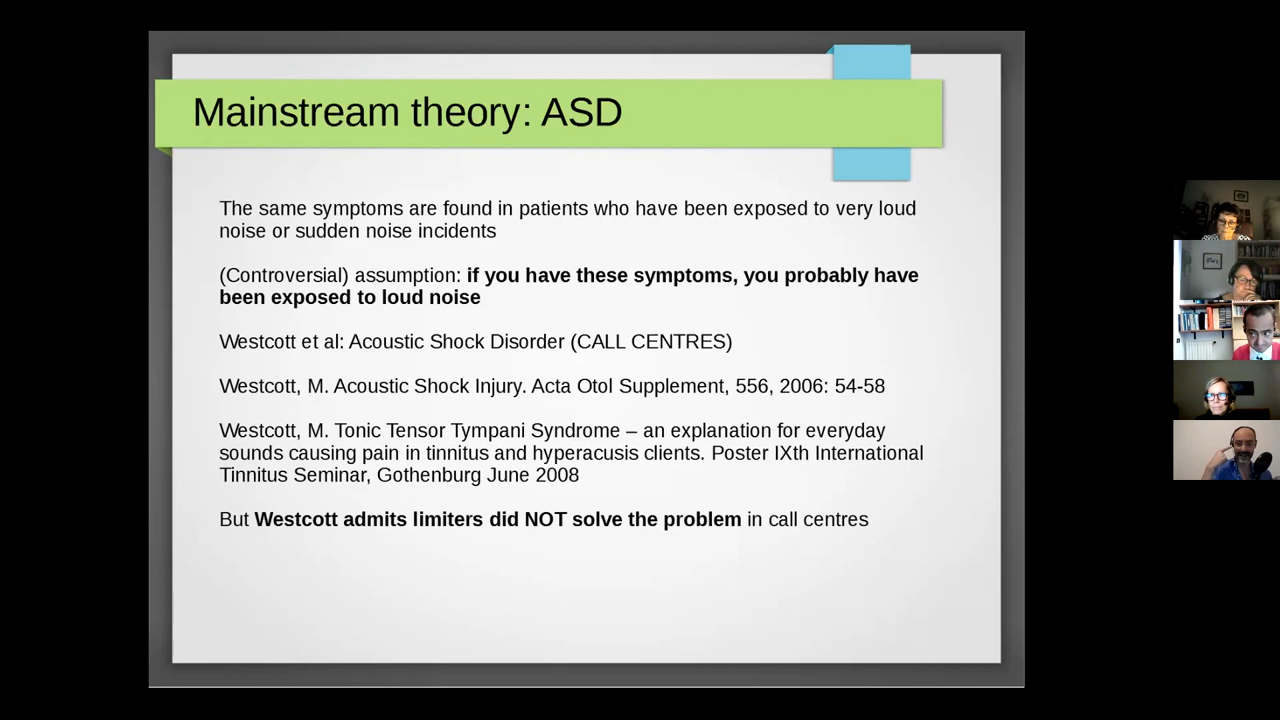 Mainstream theory: ASD
The same symptoms are found in patients who have been exposed to very loud
noise or sudden noise incidents
(Controversial) assumption: if you have these symptoms, you probably have
been exposed to loud noise
Westcott et al: Acoustic Shock Disorder (CALL CENTRES)
Westcott, M. Acoustic Shock Injury. Acta Otol Supplement, 556, 2006: 54-58
Westcott, M. Tonic Tensor Tympani Syndrome – an explanation for everyday
sounds causing pain in tinnitus and hyperacusis clients. Poster IXth International
Tinnitus Seminar, Gothenburg June 2008
But Westcott admits limiters did NOT solve the problem in call centres